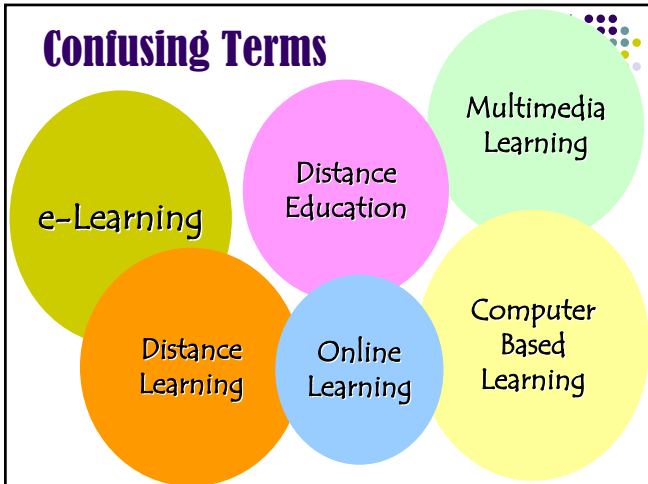 Confusing Terms
Multimedia
Learning
Distance
Education
e-Learning
Computer
Based
Learning
Distance
Learning
Online
Learning